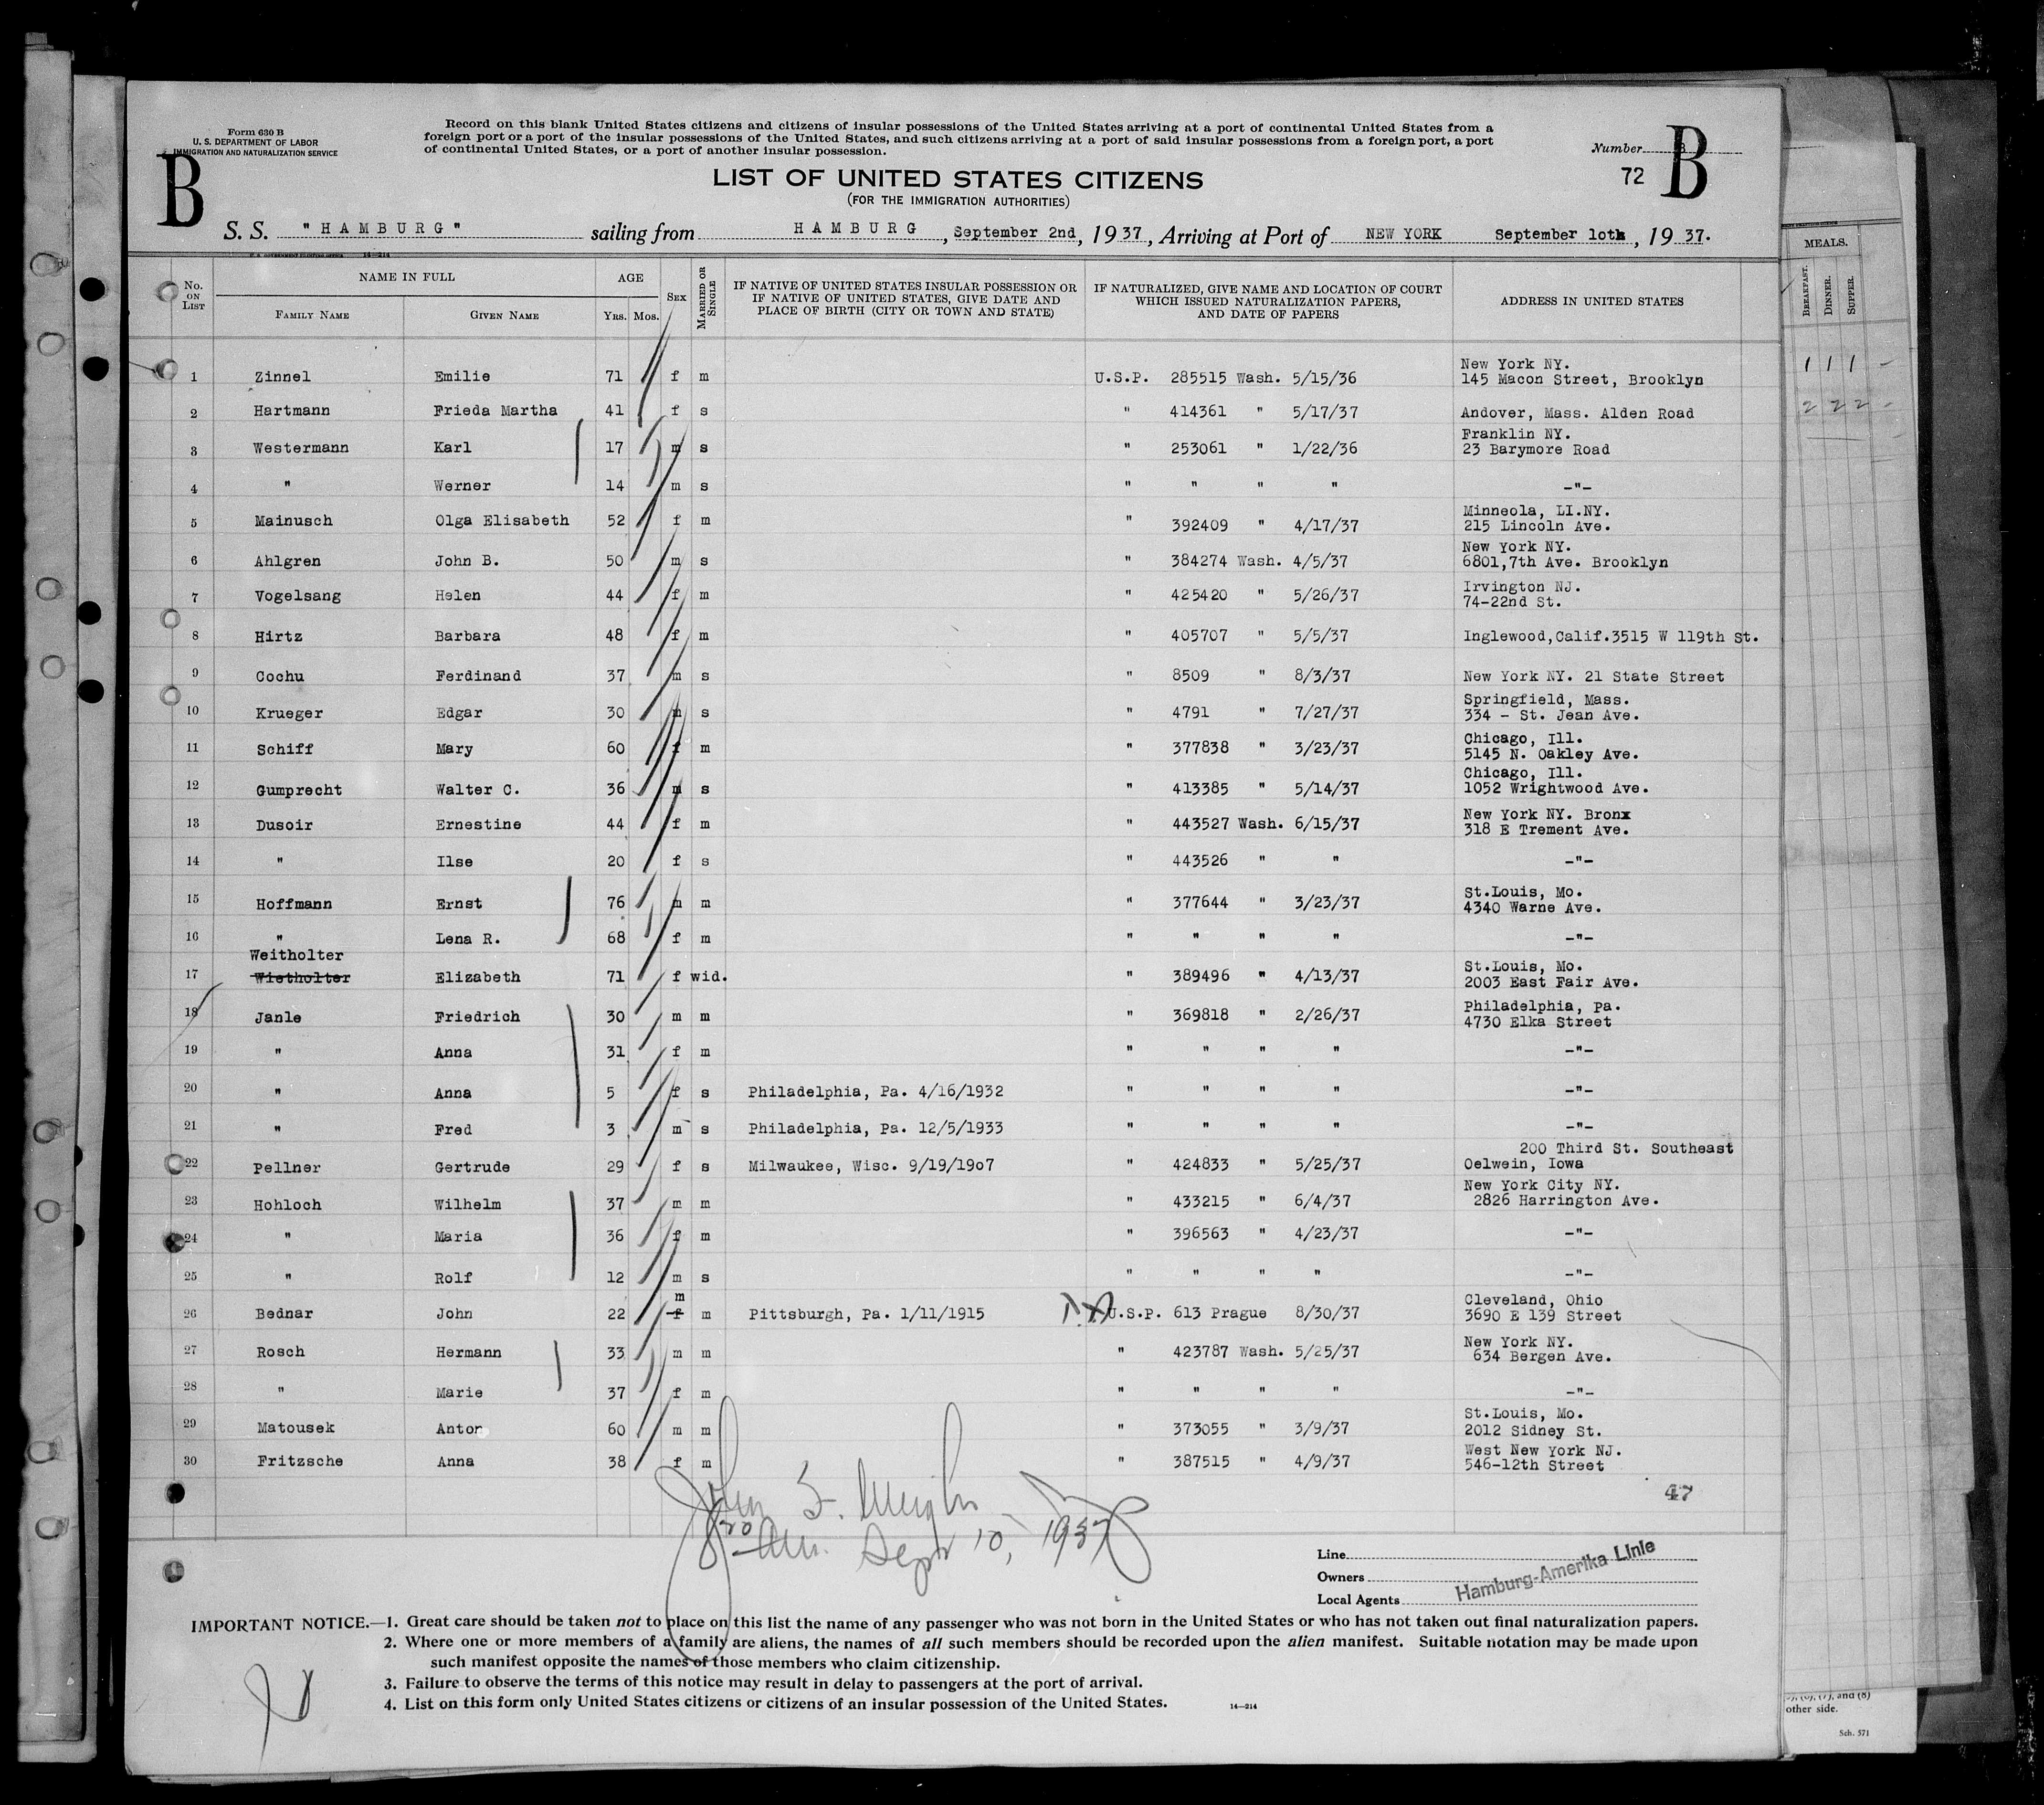 Form 630 B
U. S. DEPARTMENT OF LABOR
IMMIGRATION AND NATURALIZATION SERVICE
B
Record on this blank United States citizens and citizens of insular possessions of the United States arriving at a port of continental United States from a
foreign port or a port of the insular possessions of the United States, and such citizens arriving at a port of said insular possessions from a foreign port, a port
of continental United States, or a port of another insular possession.
Number B
72 B
LIST OF UNITED STATES CITIZENS
(FOR THE IMMIGRATION AUTHORITIES)
S. S. "HAMBURG" sailing from HAMBURG, September 2nd, 1937, Arriving at Port of NEW YORK September 10th, 1937.
U. S. GOVERNMENT PRINTING OFFICE 14—214
No. ON LIST NAME IN FULL AGE SEX MARRIED OR SINGLE IF NATIVE OF UNITED STATES INSULAR POSSESSION OR IF NATIVE OF UNITED STATES, GIVE DATE AND PLACE OF BIRTH (CITY OR TOWN AND STATE) IF NATURALIZED, GIVE NAME AND LOCATION OF COURT WHICH ISSUED NATURALIZATION PAPERS, AND DATE OF PAPERS ADDRESS IN UNITED STATES
FAMILY NAME GIVEN NAME YRS. MOS.
New York NY.
1 Zinnel Emilie 71 f m U.S.P. 285515 Wash. 5/15/36 145 Macon Street, Brooklyn
2 Hartmann Frieda Martha 41 f s " 414361 " 5/17/37 Andover, Mass. Alden Road
Franklin NY.
3 Westermann Karl 17 m s " 253061 " 1/22/36 23 Barymore Road
4 " Werner 14 m s " " " " -"-
Minneola, LI.NY.
5 Mainusch Olga Elisabeth 52 f m " 392409 " 4/17/37 215 Lincoln Ave.
New York NY.
6 Ahlgren John B. 50 m s " 384274 Wash. 4/5/37 6801,7th Ave. Brooklyn
Irvington NJ.
7 Vogelsang Helen 44 f m " 425420 " 5/26/37 74-22nd St.
8 Hirtz Barbara 48 f m " 405707 " 5/5/37 Inglewood,Calif.3515 W 119th St.
9 Cochu Ferdinand 37 m s " 8509 " 8/3/37 New York NY. 21 State Street
Springfield, Mass.
10 Krueger Edgar 30 m s " 4791 " 7/27/37 334 - St. Jean Ave.
Chicago, Ill.
11 Schiff Mary 60 f m " 377838 " 3/23/37 5145 N. Oakley Ave.
Chicago, Ill.
12 Gumprecht Walter C. 36 m s " 413385 " 5/14/37 1052 Wrightwood Ave.
New York NY. Bronx
13 Dusoir Ernestine 44 f m " 443527 Wash. 6/15/37 318 E Trement Ave.
14 " Ilse 20 f s " 443526 " " -"-
St.Louis, Mo.
15 Hoffmann Ernst 76 m m " 377644 " 3/23/37 4340 Warne Ave.
16 " Lena R. 68 f m " " " " -"-
Weitholter St.Louis, Mo.
17 Wietholter Elizabeth 71 f wid. " 389496 " 4/13/37 2003 East Fair Ave.
Philadelphia, Pa.
18 Janle Friedrich 30 m m " 369818 " 2/26/37 4730 Elka Street
19 " Anna 31 f m " " " " -"-
20 " Anna 5 f s Philadelphia, Pa. 4/16/1932 " " " " -"-
21 " Fred 3 m s Philadelphia, Pa. 12/5/1933 " " " " -"-
200 Third St. Southeast
22 Pellner Gertrude 29 f s Milwaukee, Wisc. 9/19/19o7 " 424833 " 5/25/37 Oelwein, Iowa
New York City NY.
23 Hohloch Wilhelm 37 m m " 433215 " 6/4/37 2826 Harrington Ave.
24 " Maria 36 f m " 396563 " 4/23/37 -"-
25 " Rolf 12 m s " " " " -"-
m Cleveland, Ohio
26 Bednar John 22 f m Pittsburgh, Pa. 1/11/1915 U.S.P. 613 Prague 8/30/37 3690 E 139 Street
New York NY.
27 Rosch Hermann 33 m m " 423787 Wash. 5/25/37 634 Bergen Ave.
28 " Marie 37 f m " " " " -"-
St.Louis, Mo.
29 Matousek Anton 60 m m " 373055 " 3/9/37 2012 Sidney St.
West New York NJ.
30 Fritzsche Anna 38 f m " 387515 " 4/9/37 546-12th Street
47
John F.
Sept 10, 1937
Line
Owners
Local Agents
Hamburg-Amerika Linie
IMPORTANT NOTICE.—1. Great care should be taken not to place on this list the name of any passenger who was not born in the United States or who has not taken out final naturalization papers.
2. Where one or more members of a family are aliens, the names of all such members should be recorded upon the alien manifest. Suitable notation may be made upon
such manifest opposite the names of those members who claim citizenship.
3. Failure to observe the terms of this notice may result in delay to passengers at the port of arrival.
4. List on this form only United States citizens or citizens of an insular possession of the United States. 14—214
MEALS.
BREAKFAST. DINNER. SUPPER.
1 1 1 -
2 2 2 -
(7), and (8)
other side.
Sch. 571